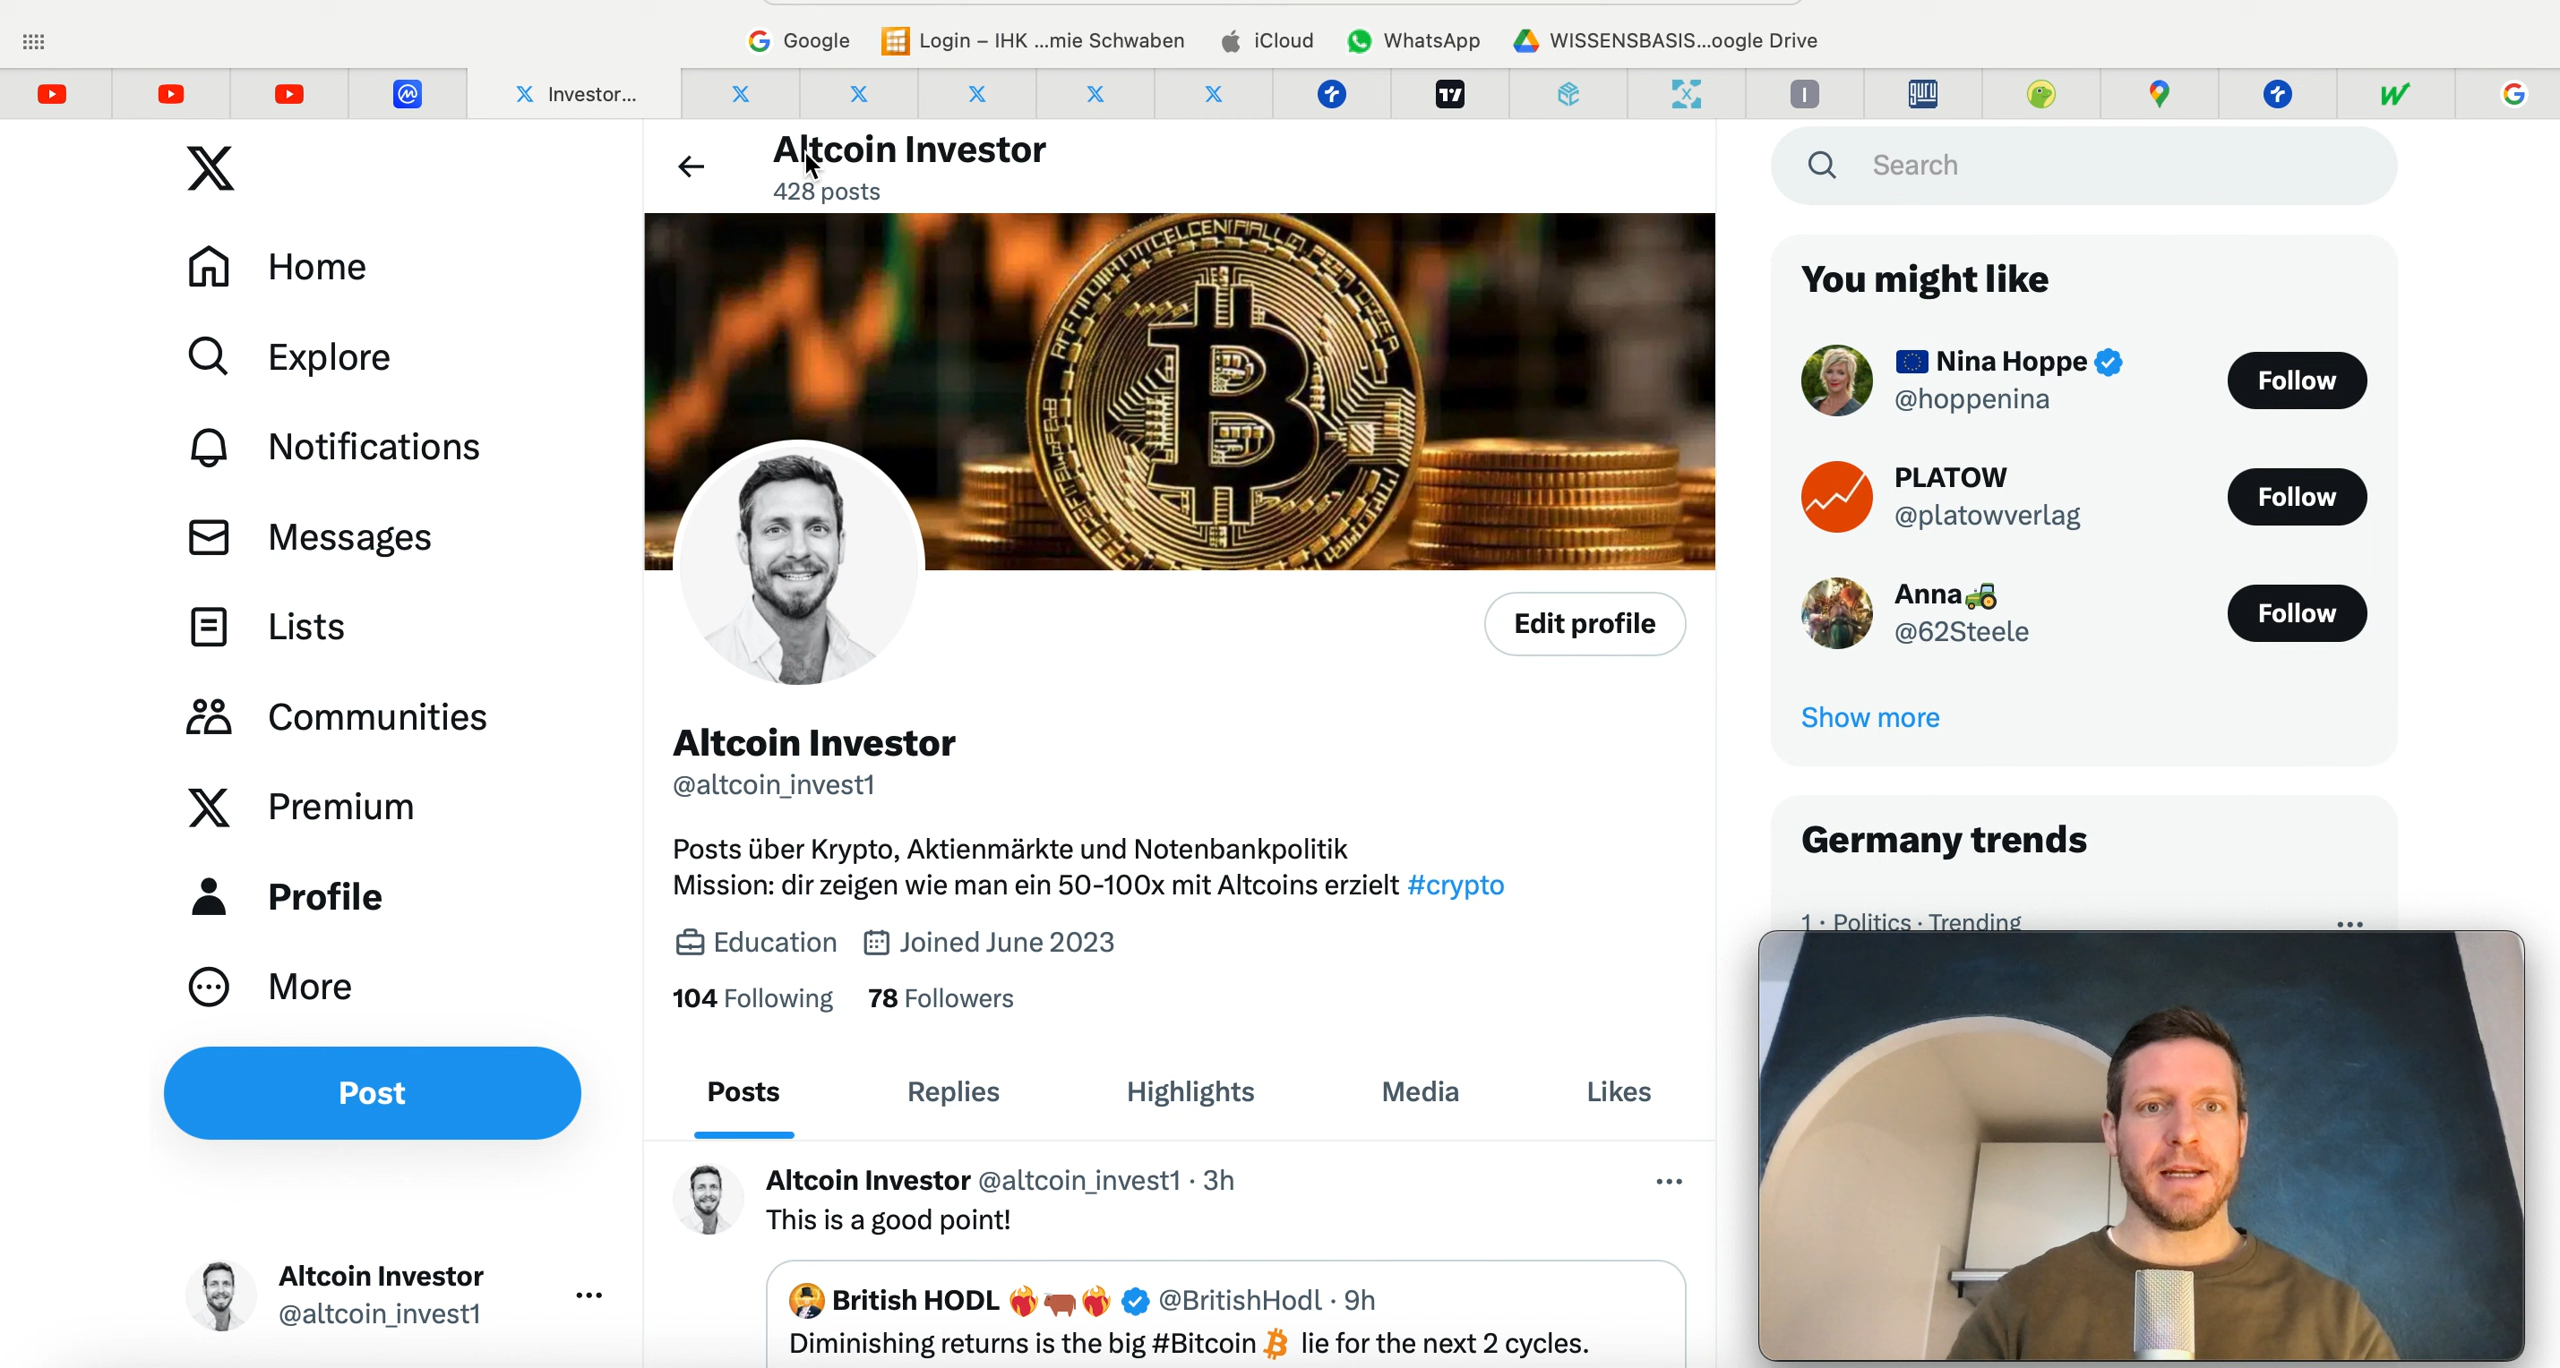 Google
Login – IHK ...mie Schwaben
iCloud
WhatsApp
WISSENSBASIS...oogle Drive
Investor...
Altcoin Investor
428 posts
Home
Explore
Notifications
Messages
Lists
Communities
Premium
Profile
More
Post
Altcoin Investor
@altcoin_invest1
Edit profile
Altcoin Investor
@altcoin_invest1
Posts über Krypto, Aktienmärkte und Notenbankpolitik
Mission: dir zeigen wie man ein 50-100x mit Altcoins erzielt #crypto
Education Joined June 2023
104 Following 78 Followers
Posts Replies Highlights Media Likes
Altcoin Investor @altcoin_invest1 · 3h
This is a good point!
British HODL @BritishHodl · 9h
Diminishing returns is the big #Bitcoin lie for the next 2 cycles.
Search
You might like
Nina Hoppe
@hoppenina
Follow
PLATOW
@platowverlag
Follow
Anna
@62Steele
Follow
Show more
Germany trends
1 · Politics · Trending